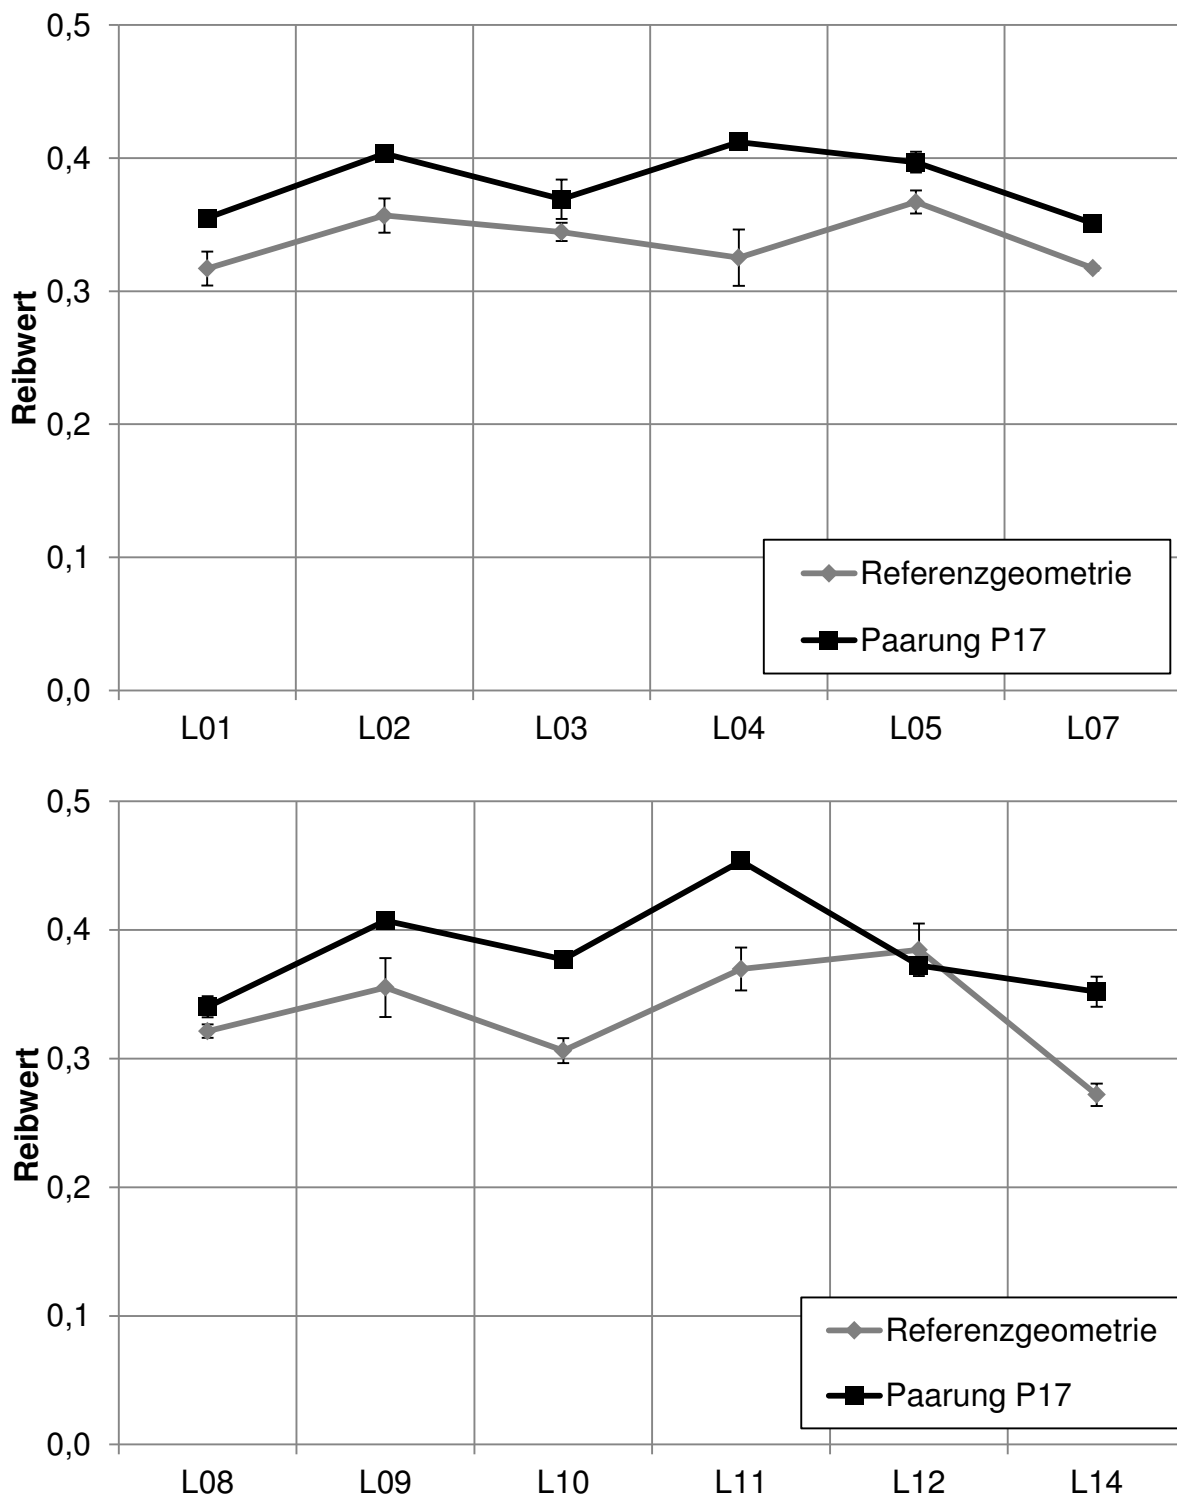 0,5
0,4
0,3
0,2
0,1
0,0
Reibwert
Referenzgeometrie
Paarung P17
L01 L02 L03 L04 L05 L07
0,5
0,4
0,3
0,2
0,1
0,0
Reibwert
Referenzgeometrie
Paarung P17
L08 L09 L10 L11 L12 L14